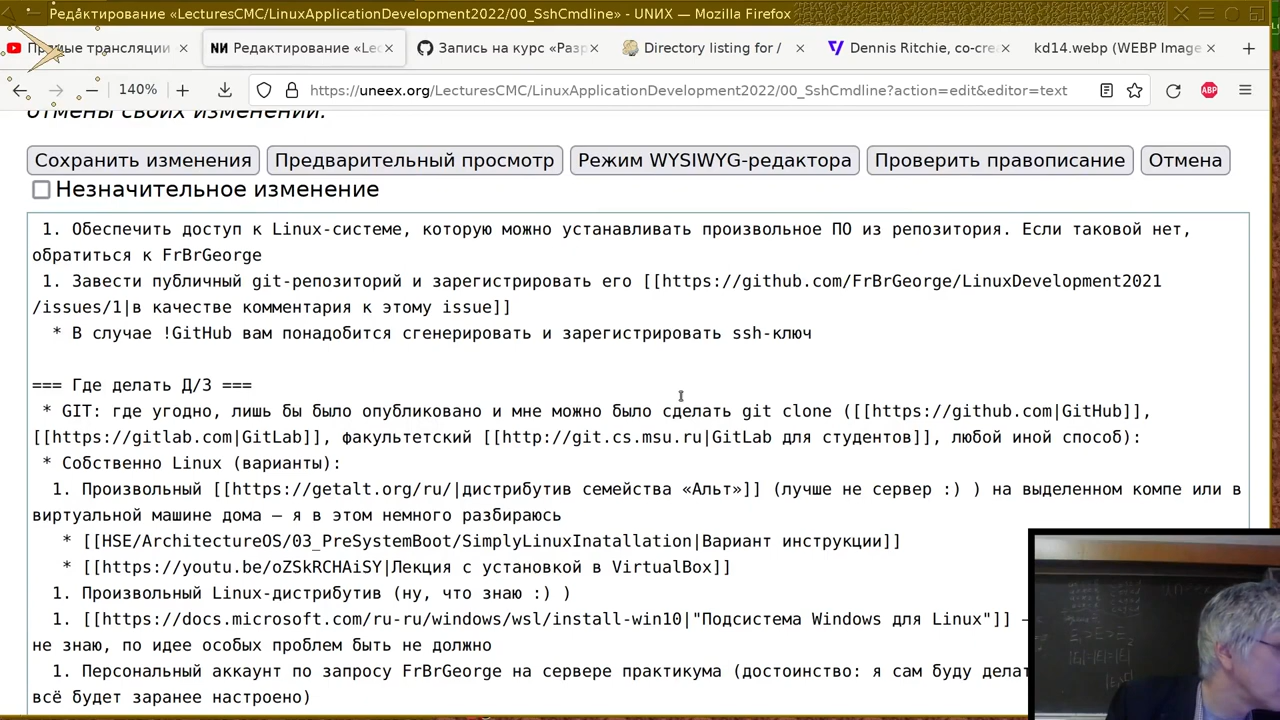 Редактирование «LecturesCMC/LinuxApplicationDevelopment2022/00_SshCmdline» - UNИX — Mozilla Firefox
Прямые трансляции
NИ Редактирование «Lec
Запись на курс «Разр
Directory listing for /
Dennis Ritchie, co-cre
kd14.webp (WEBP Image
140%
https://uneex.org/LecturesCMC/LinuxApplicationDevelopment2022/00_SshCmdline?action=edit&editor=text
ABP
отмены своих изменений.
Сохранить изменения Предварительный просмотр Режим WYSIWYG-редактора Проверить правописание Отмена
Незначительное изменение
1. Обеспечить доступ к Linux-системе, которую можно устанавливать произвольное ПО из репозитория. Если таковой нет,
обратиться к FrBrGeorge
1. Завести публичный git-репозиторий и зарегистрировать его [[https://github.com/FrBrGeorge/LinuxDevelopment2021
/issues/1|в качестве комментария к этому issue]]
* В случае !GitHub вам понадобится сгенерировать и зарегистрировать ssh-ключ
=== Где делать Д/З ===
* GIT: где угодно, лишь бы было опубликовано и мне можно было сделать git clone ([[https://github.com|GitHub]],
[[https://gitlab.com|GitLab]], факультетский [[http://git.cs.msu.ru|GitLab для студентов]], любой иной способ):
* Собственно Linux (варианты):
1. Произвольный [[https://getalt.org/ru/|дистрибутив семейства «Альт»]] (лучше не сервер :) ) на выделенном компе или в
виртуальной машине дома — я в этом немного разбираюсь
* [[HSE/ArchitectureOS/03_PreSystemBoot/SimplyLinuxInatallation|Вариант инструкции]]
* [[https://youtu.be/oZSkRCHAiSY|Лекция с установкой в VirtualBox]]
1. Произвольный Linux-дистрибутив (ну, что знаю :) )
1. [[https://docs.microsoft.com/ru-ru/windows/wsl/install-win10|"Подсистема Windows для Linux"]] —
не знаю, по идее особых проблем быть не должно
1. Персональный аккаунт по запросу FrBrGeorge на сервере практикума (достоинство: я сам буду делат
всё будет заранее настроено)